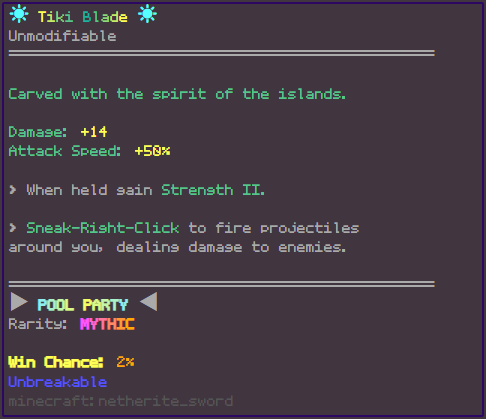 Tiki Blade
Unmodifiable
Carved with the spirit of the islands.
Damage: +14
Attack Speed: +50%
> When held gain Strength II.
> Sneak-Right-Click to fire projectiles
around you, dealing damage to enemies.
POOL PARTY
Rarity: MYTHIC
Win Chance: 2%
Unbreakable
minecraft:netherite_sword